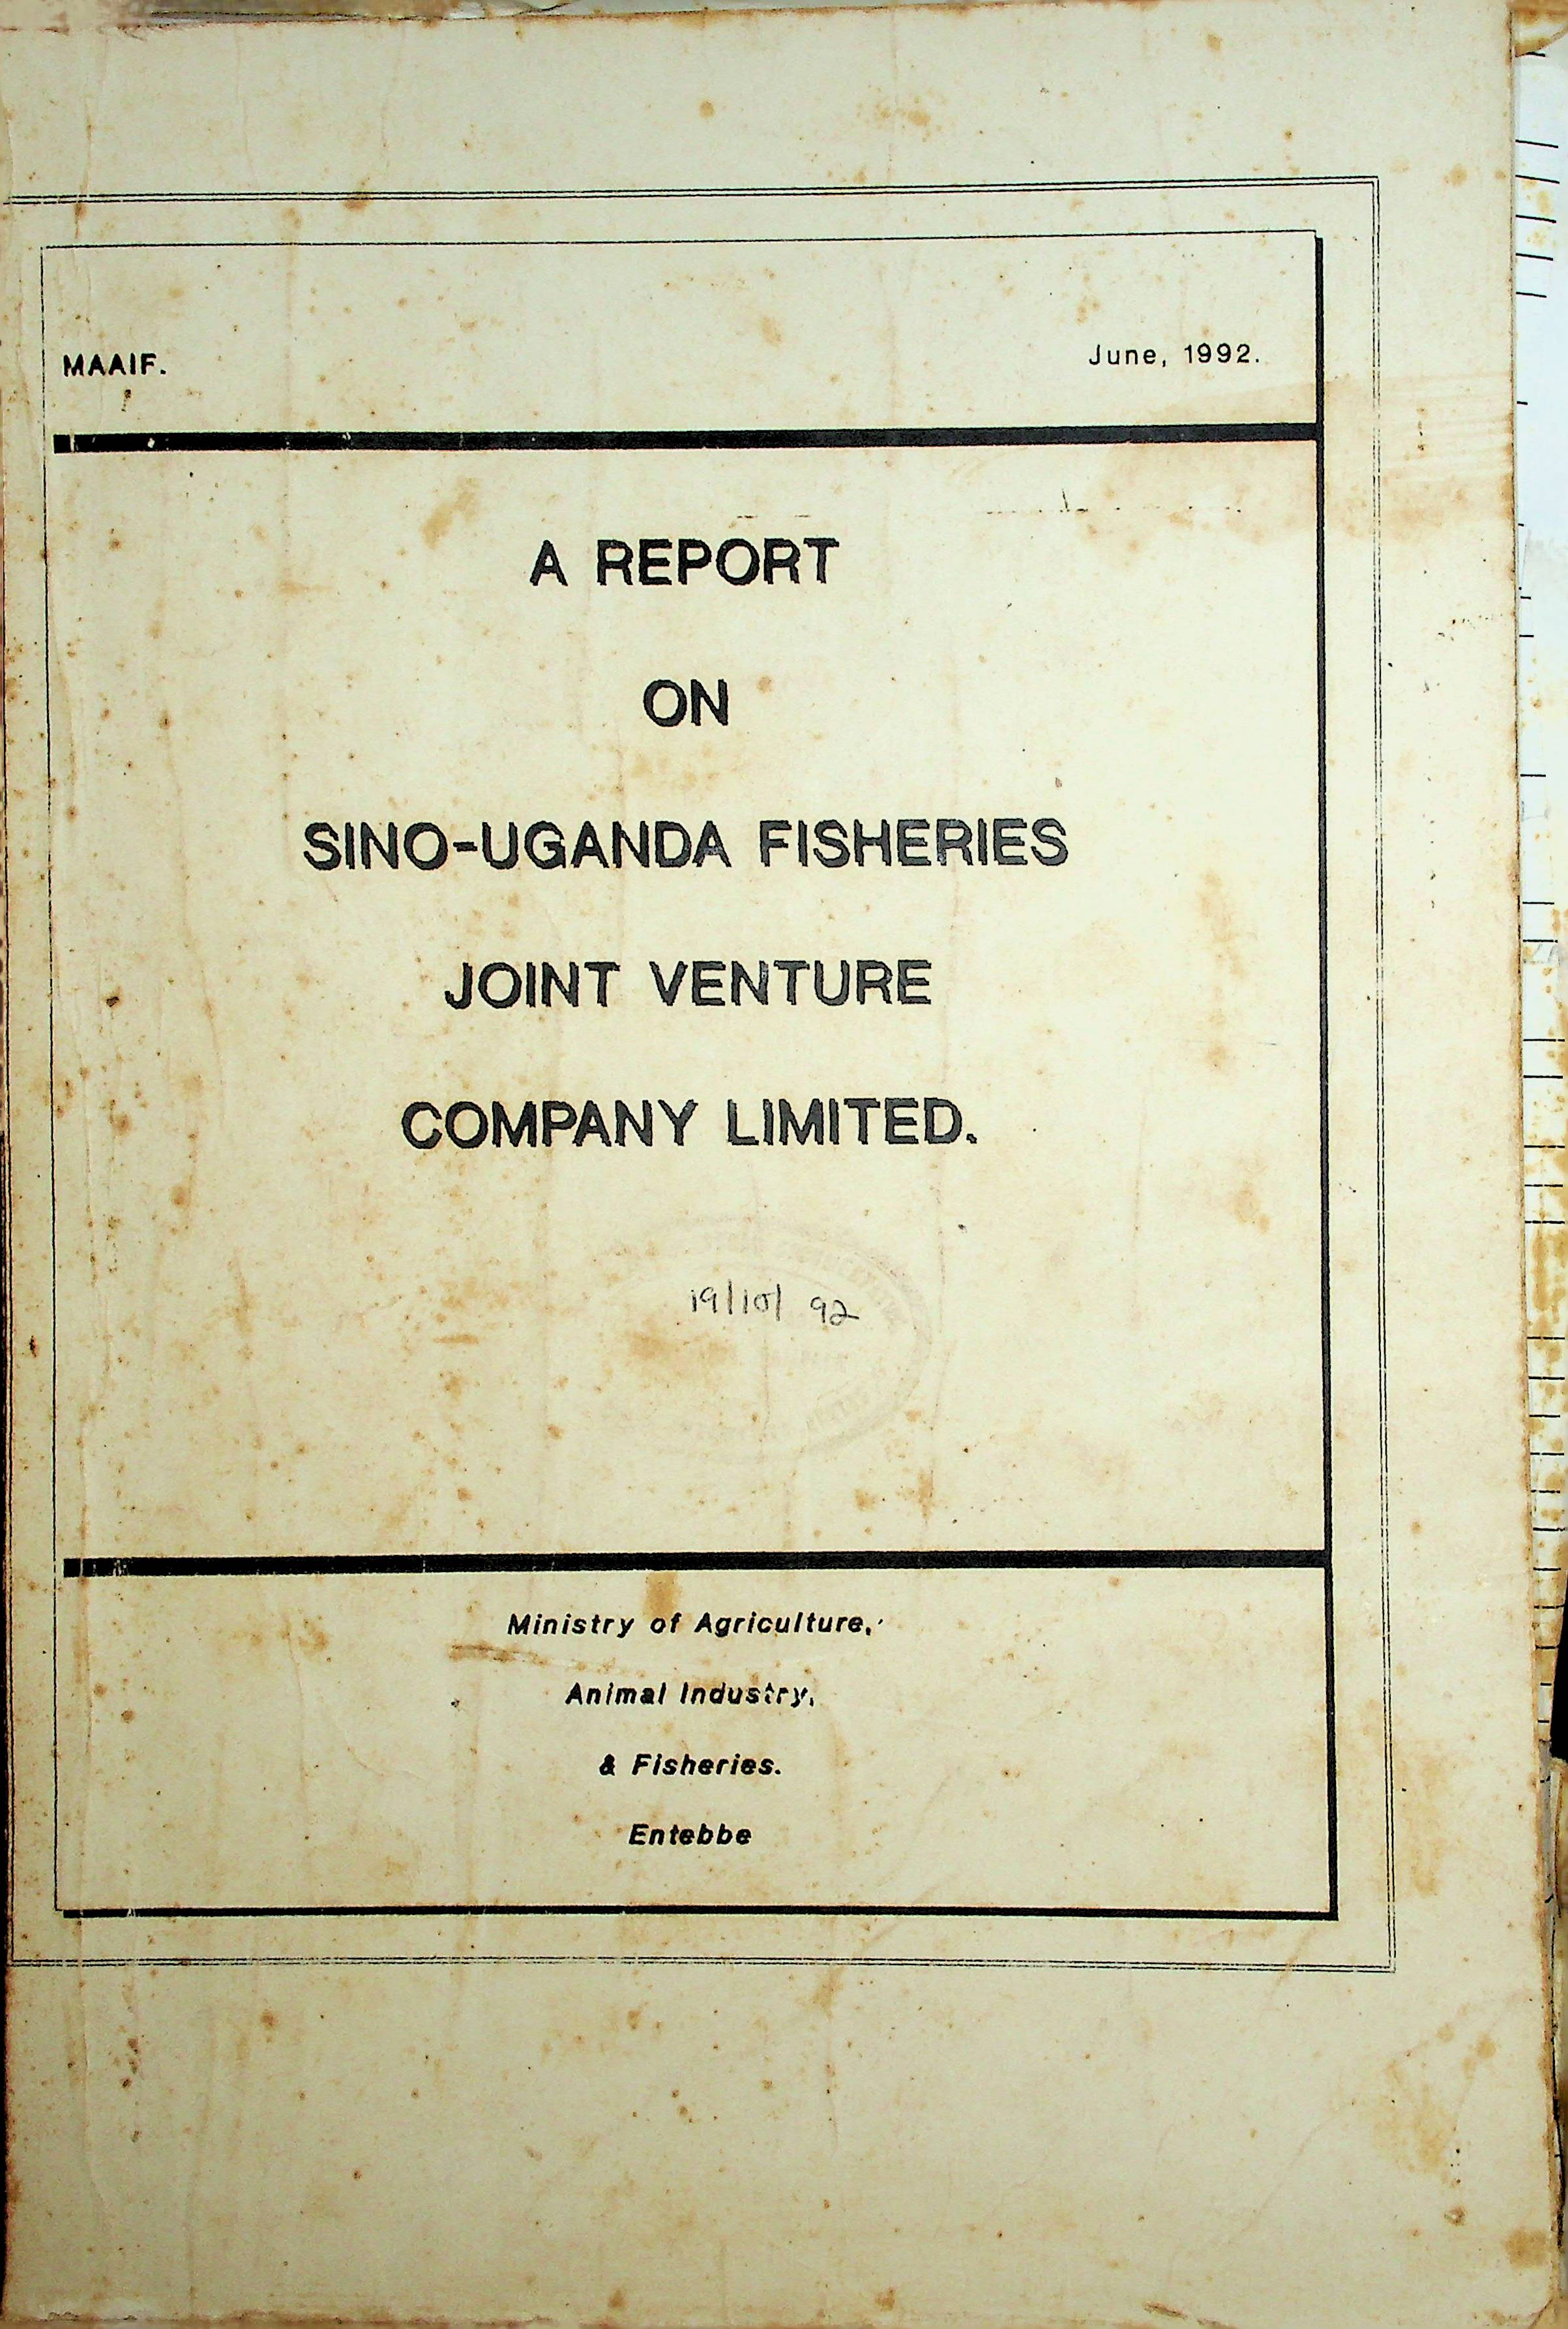 MAAIF.
June, 1992.
A REPORT
ON
SINO-UGANDA FISHERIES
JOINT VENTURE
COMPANY LIMITED.
19/10/ 92
Ministry of Agriculture,
Animal Industry,
& Fisheries.
Entebbe